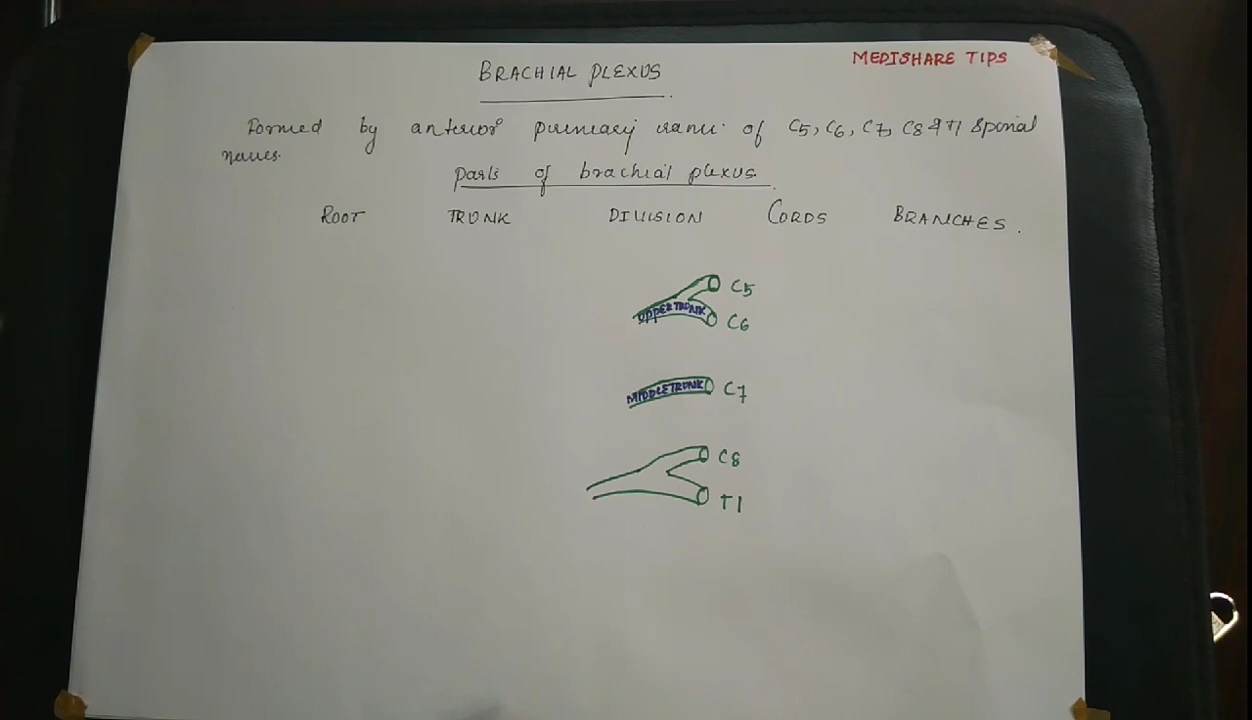 BRACHIAL PLEXUS
MEDISHARE TIPS
Formed by anterior primary rami of C5, C6, C7, C8 & T1 Spinal
nerves.
parts of brachial plexus.
ROOT TRUNK DIVISION CORDS BRANCHES.
C5
UPPER TRUNK
C6
MIDDLE TRUNK C7
C8
T1